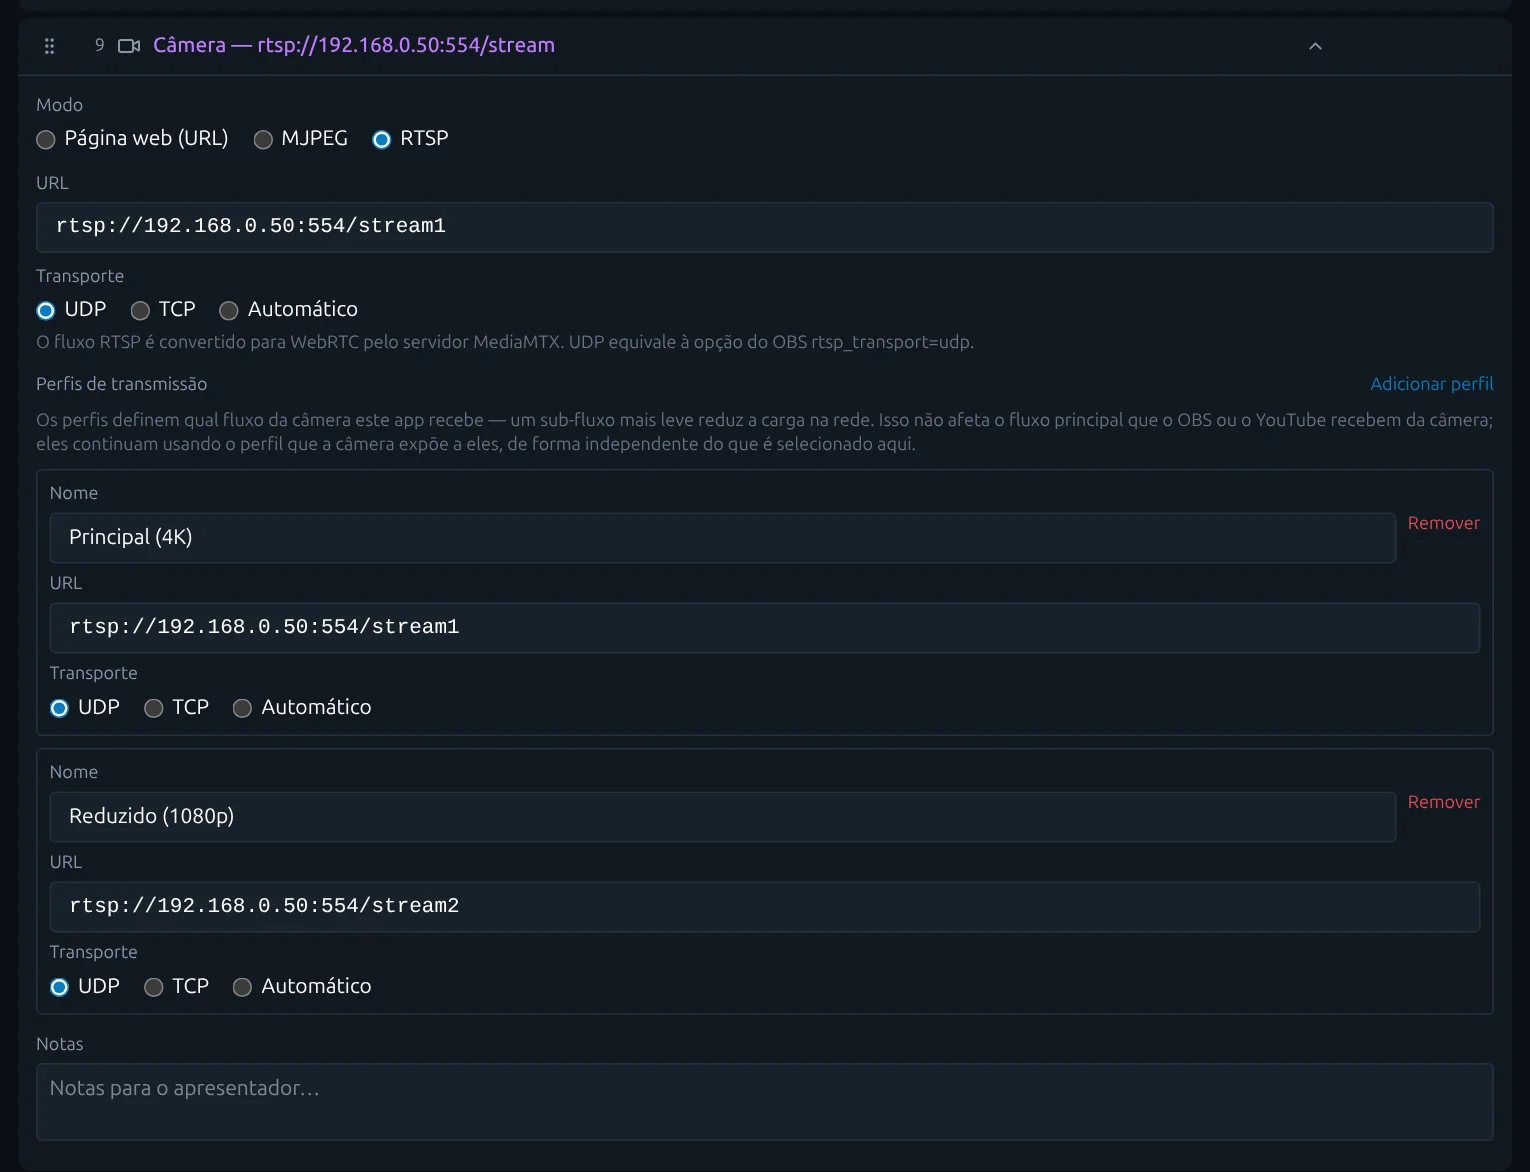 9 Câmera — rtsp://192.168.0.50:554/stream
Modo
Página web (URL) MJPEG RTSP
URL
rtsp://192.168.0.50:554/stream1
Transporte
UDP TCP Automático
O fluxo RTSP é convertido para WebRTC pelo servidor MediaMTX. UDP equivale à opção do OBS rtsp_transport=udp.
Perfis de transmissão Adicionar perfil
Os perfis definem qual fluxo da câmera este app recebe — um sub-fluxo mais leve reduz a carga na rede. Isso não afeta o fluxo principal que o OBS ou o YouTube recebem da câmera;
eles continuam usando o perfil que a câmera expõe a eles, de forma independente do que é selecionado aqui.
Nome
Principal (4K) Remover
URL
rtsp://192.168.0.50:554/stream1
Transporte
UDP TCP Automático
Nome
Reduzido (1080p) Remover
URL
rtsp://192.168.0.50:554/stream2
Transporte
UDP TCP Automático
Notas
Notas para o apresentador…